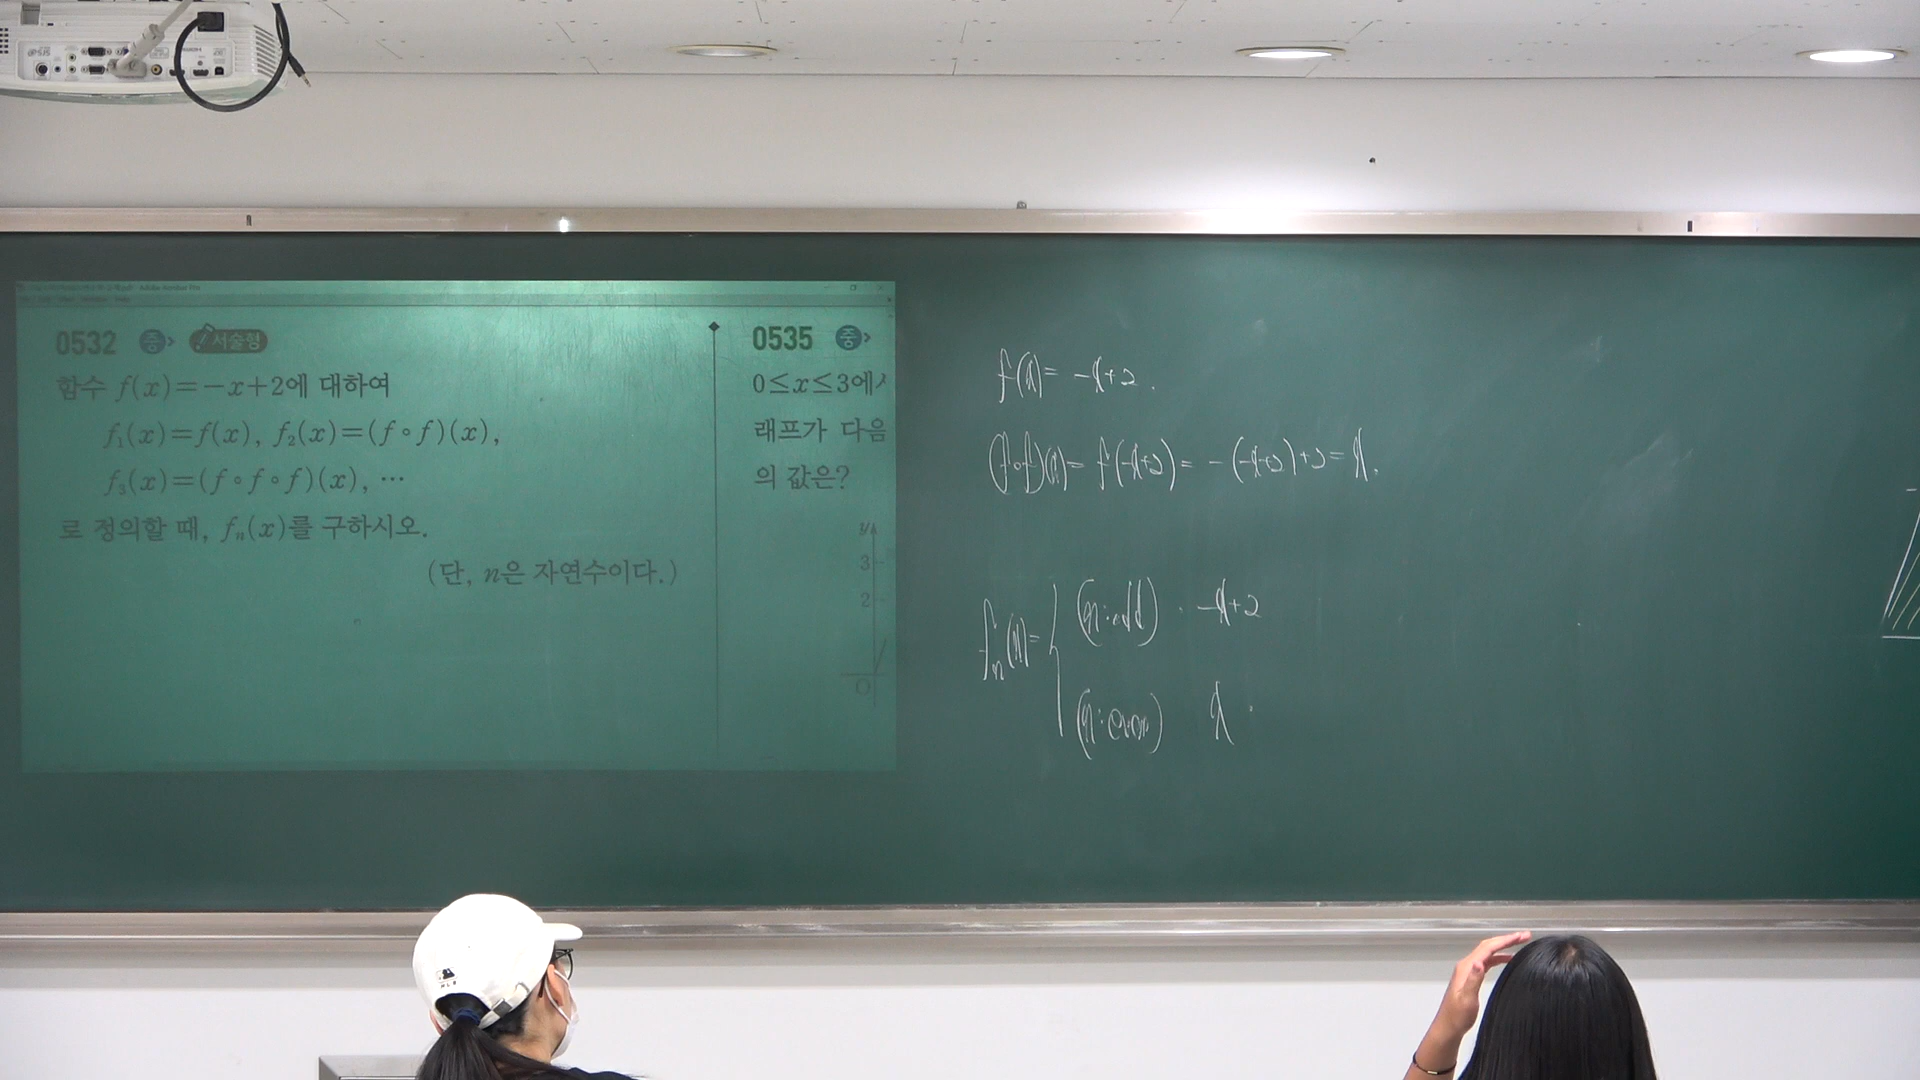 0532 중 서술형
함수 f(x)=−x+2에 대하여
f₁(x)=f(x), f₂(x)=(f∘f)(x),
f₃(x)=(f∘f∘f)(x), ⋯
로 정의할 때, fₙ(x)를 구하시오.
(단, n은 자연수이다.)
0535 중
0≤x≤3에
래프가 다음
의 값은?
y
3
2
O
f(x)= −x+2.
(f∘f)(x)= f(−x+2)= −(−x+2)+2= x.
fₙ(x)= { (n:odd) · −x+2
(n:even) x ·